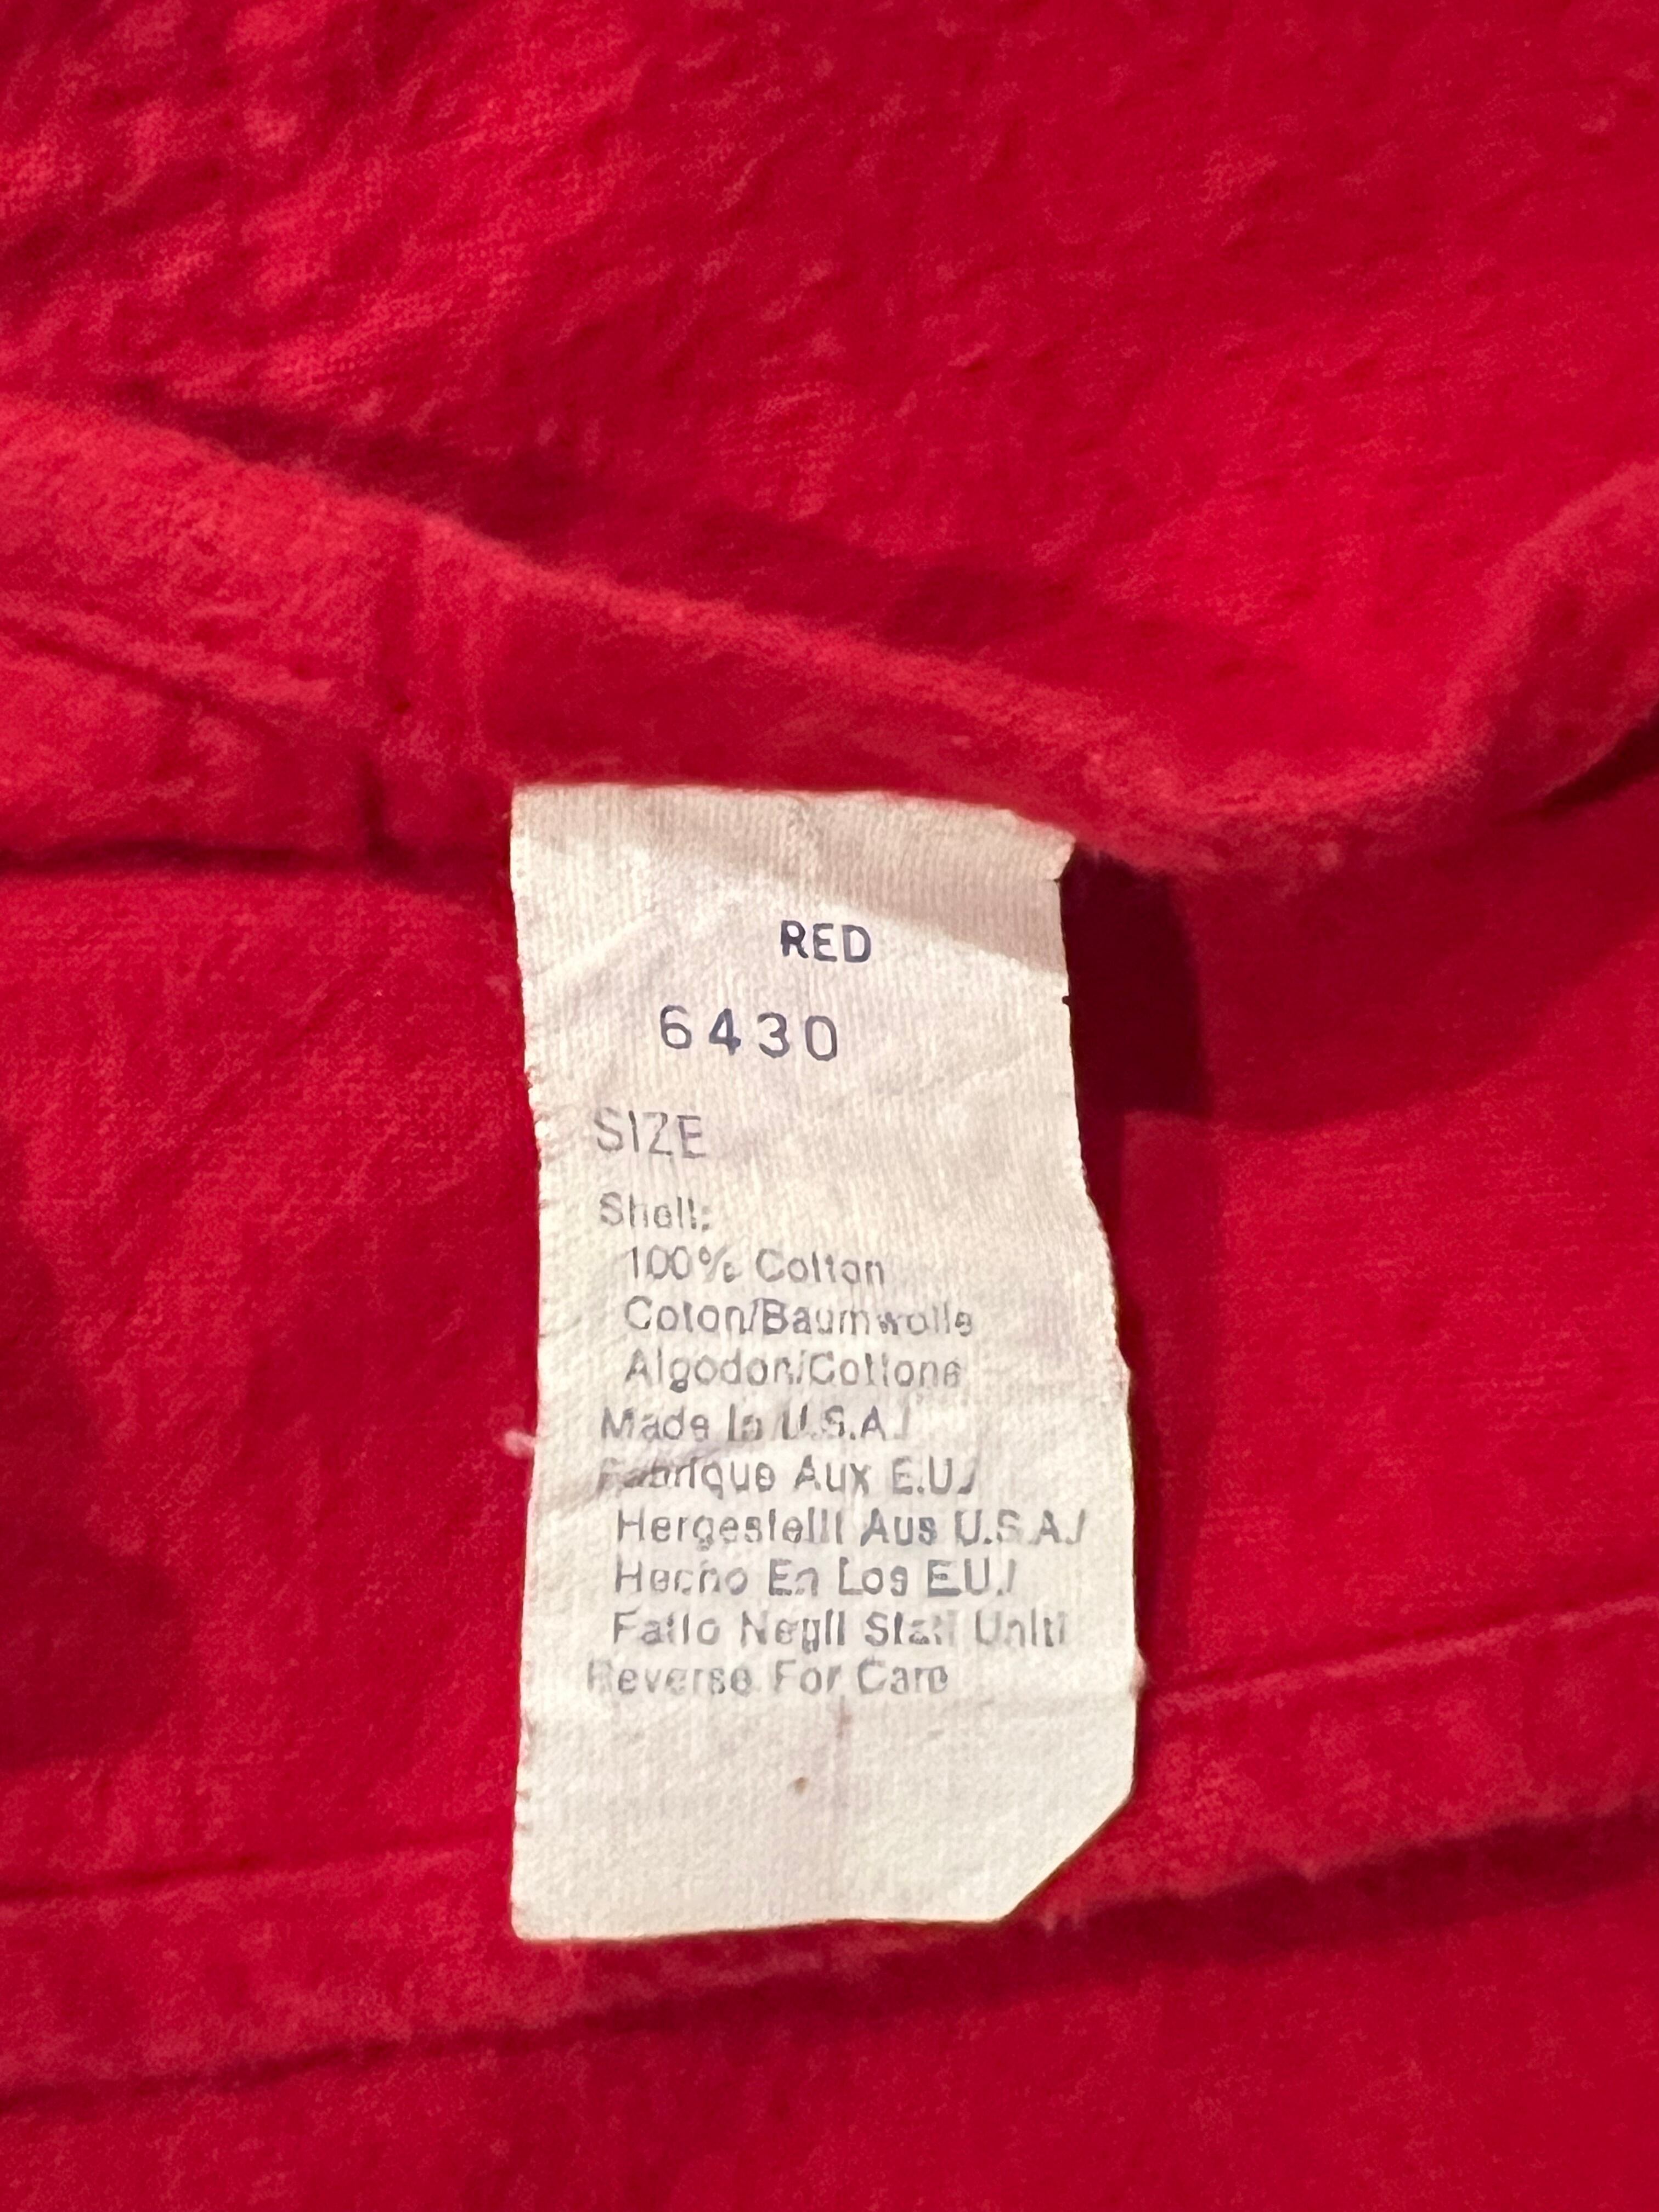 RED
6430
SIZE
Shell:
100% Cotton
Coton/Baumwolle
Algodon/Cottone
Made In U.S.A./
Fabrique Aux E.U./
Hergestellt Aus U.S.A./
Hecho En Los E.U./
Fatto Negli Stati Uniti
Reverse For Care